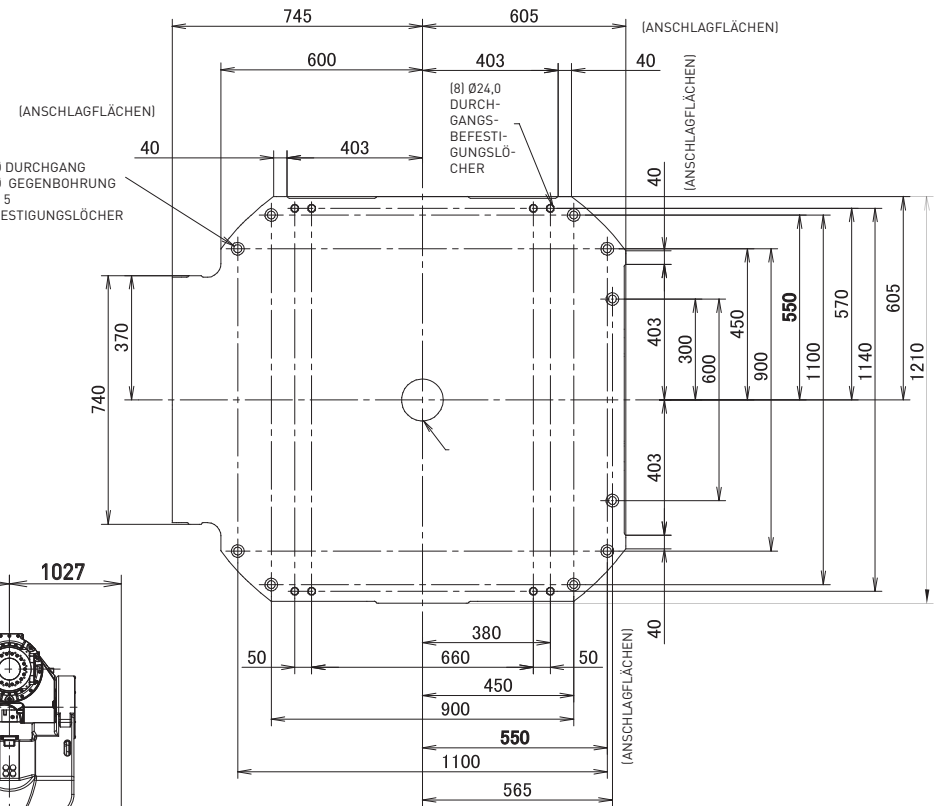 745
605
(ANSCHLAGFLÄCHEN)
600
403
40
(8) Ø24,0
DURCH-
GANGS-
BEFESTI-
GUNGSLÖ-
CHER
(ANSCHLAGFLÄCHEN)
(ANSCHLAGFLÄCHEN)
40
403
40
DURCHGANG
GEGENBOHRUNG
5
ESTIGUNGSLÖCHER
370
740
403
300
600
450
900
550
1100
570
1140
605
1210
403
40
(ANSCHLAGFLÄCHEN)
1027
380
50
660
50
450
900
550
1100
565